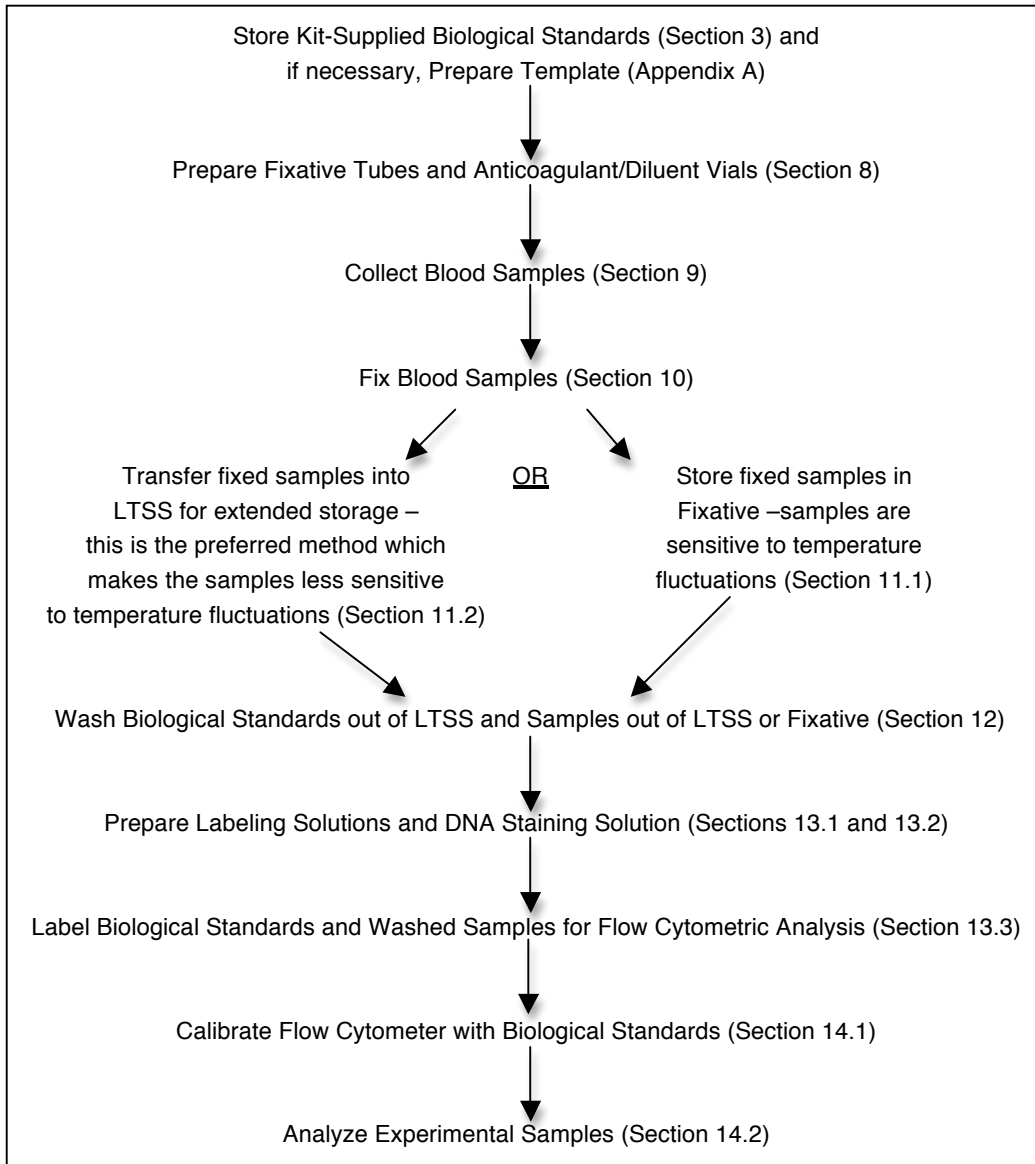 Store Kit-Supplied Biological Standards (Section 3) and
if necessary, Prepare Template (Appendix A)
Prepare Fixative Tubes and Anticoagulant/Diluent Vials (Section 8)
Collect Blood Samples (Section 9)
Fix Blood Samples (Section 10)
Transfer fixed samples into
LTSS for extended storage –
this is the preferred method which
makes the samples less sensitive
to temperature fluctuations (Section 11.2)
OR
Store fixed samples in
Fixative –samples are
sensitive to temperature
fluctuations (Section 11.1)
Wash Biological Standards out of LTSS and Samples out of LTSS or Fixative (Section 12)
Prepare Labeling Solutions and DNA Staining Solution (Sections 13.1 and 13.2)
Label Biological Standards and Washed Samples for Flow Cytometric Analysis (Section 13.3)
Calibrate Flow Cytometer with Biological Standards (Section 14.1)
Analyze Experimental Samples (Section 14.2)